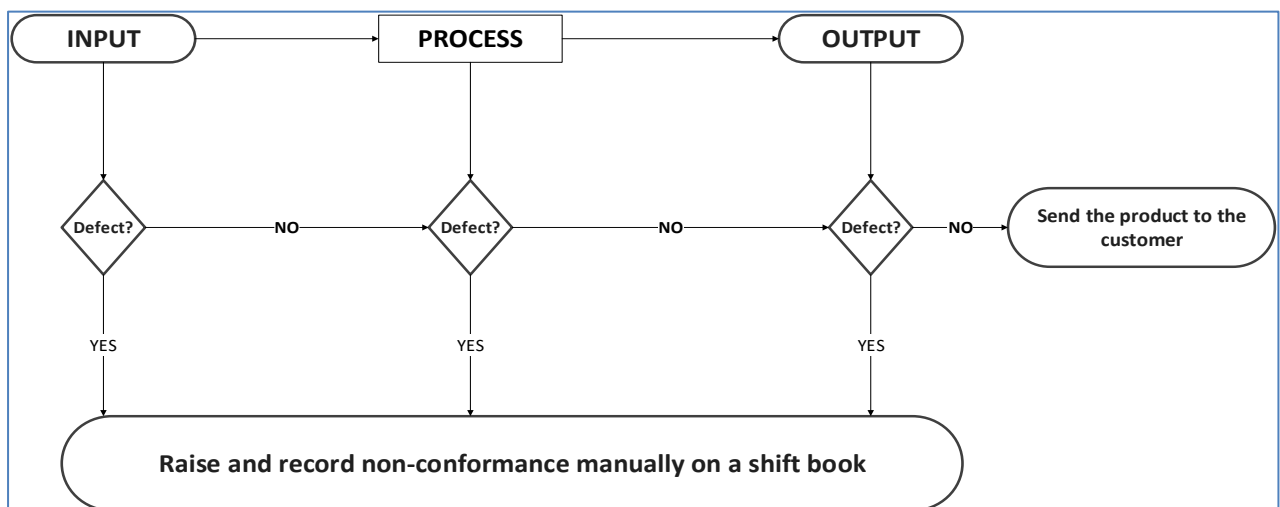 INPUT
PROCESS
OUTPUT
Defect?
NO
Defect?
NO
Defect?
NO
Send the product to the
customer
YES
YES
YES
Raise and record non-conformance manually on a shift book